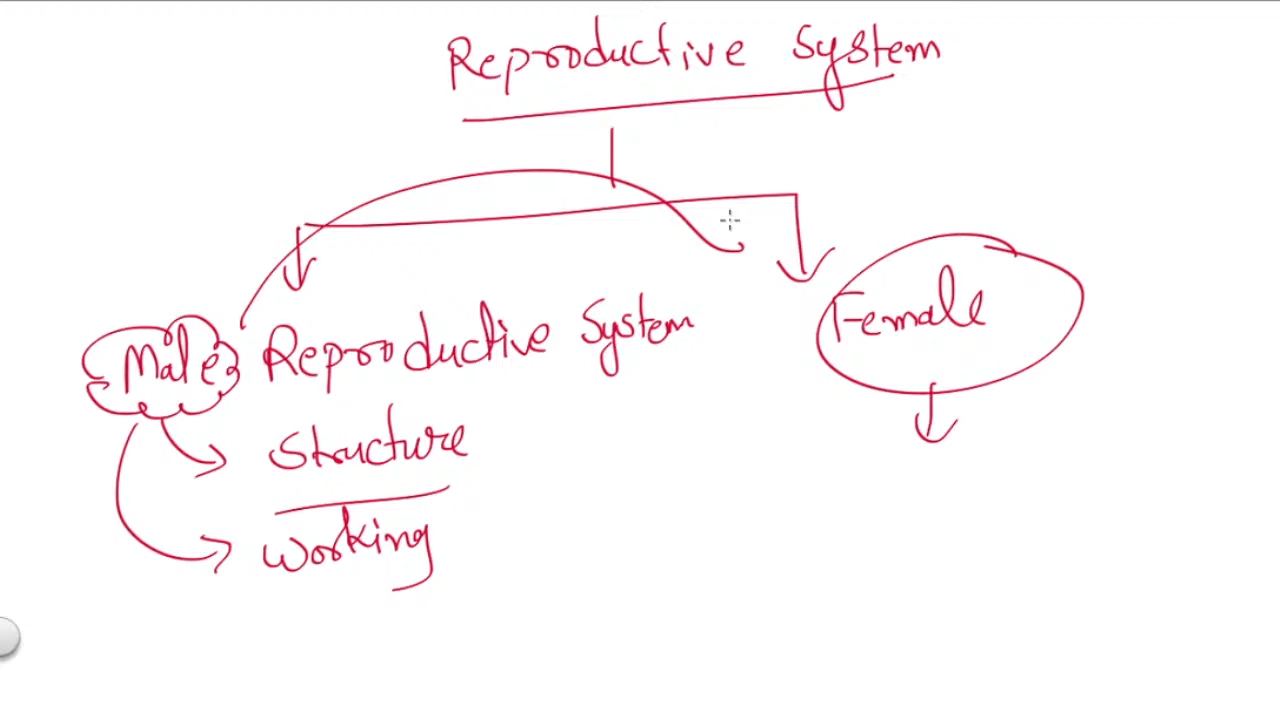 Reproductive System
Male Reproductive System
Female
Structure
Working